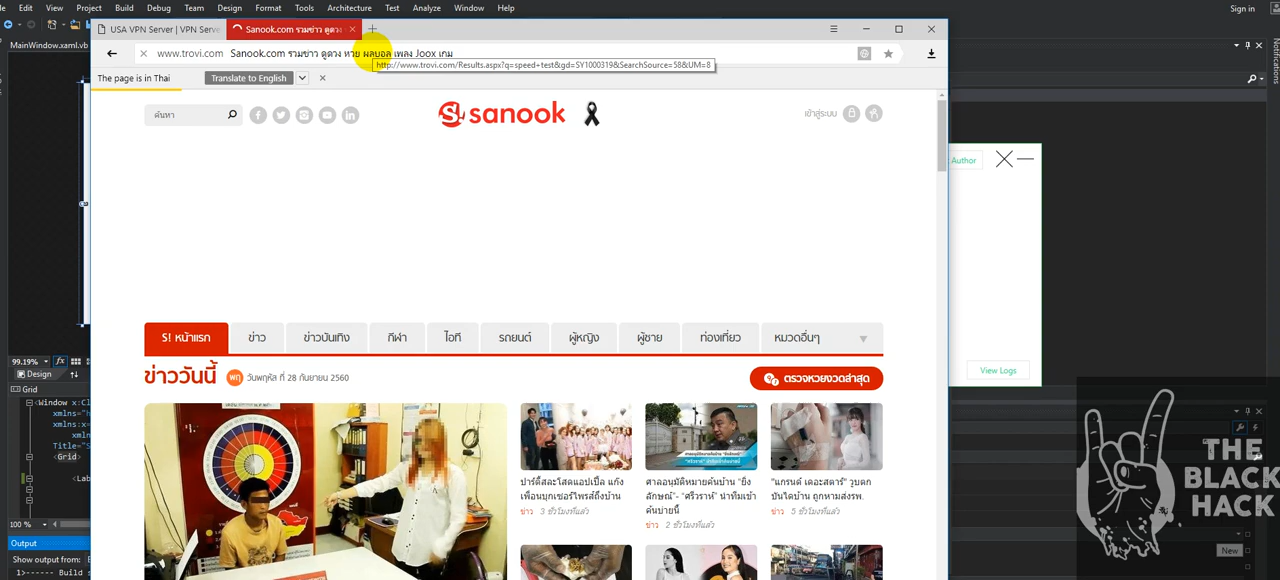 Edit View Project Build Debug Team Design Format Tools Architecture Test Analyze Window Help
Sign in
MainWindow.xaml.vb
USA VPN Server | VPN Serve
Sanook.com รวมข่าว ดูดวง
www.trovi.com Sanook.com รวมข่าว ดูดวง หวย ผลบอล เพลง Joox เกม
http://www.trovi.com/Results.aspx?q=speed+test&gd=SY1000319&SearchSource=58&UM=8
The page is in Thai
Translate to English
Notifications
ค้นหา
S! sanook
เข้าสู่ระบบ
Author
S! หน้าแรก ข่าว ข่าวบันเทิง กีฬา ไอที รถยนต์ ผู้หญิง ผู้ชาย ท่องเที่ยว หมวดอื่นๆ
ข่าววันนี้
พฤ
วันพฤหัส ที่ 28 กันยายน 2560
ตรวจหวยงวดล่าสุด
99.19%
fx
Design
Grid
<Window x:Cl
xmlns="h
xmlns:x=
xml
Title="S
<Grid>
<Lab
100 %
Output
Show output from:
1>------ Build s
ปาร์ตี้สละโสดแอปเปิ้ล แก๊งเพื่อนบุกเซอร์ไพรส์ถึงบ้าน
ข่าว 3 ชั่วโมงที่แล้ว
ศาลอนุมัติหมายค้นบ้าน "ยิ่งลักษณ์"- "ศรีวราห์" นำทีมเข้าค้นบ่ายนี้
ข่าว 2 ชั่วโมงที่แล้ว
"แกรนด์ เดอะสตาร์" วูบตกบันไดบ้าน ถูกหามส่งรพ.
ข่าว 5 ชั่วโมงที่แล้ว
View Logs
THE
BLACK
HACK
New